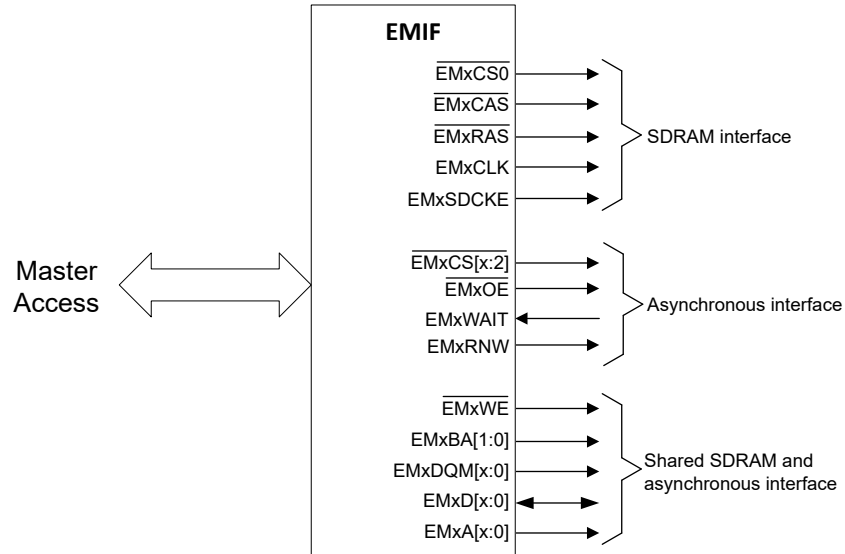 EMIF
EMxCS0
EMxCAS
EMxRAS
SDRAM interface
EMxCLK
EMxSDCKE
Master
Access
EMxCS[x:2]
EMxOE
EMxWAIT
EMxRNW
Asynchronous interface
EMxWE
EMxBA[1:0]
EMxDQM[x:0]
EMxD[x:0]
EMxA[x:0]
Shared SDRAM and
asynchronous interface